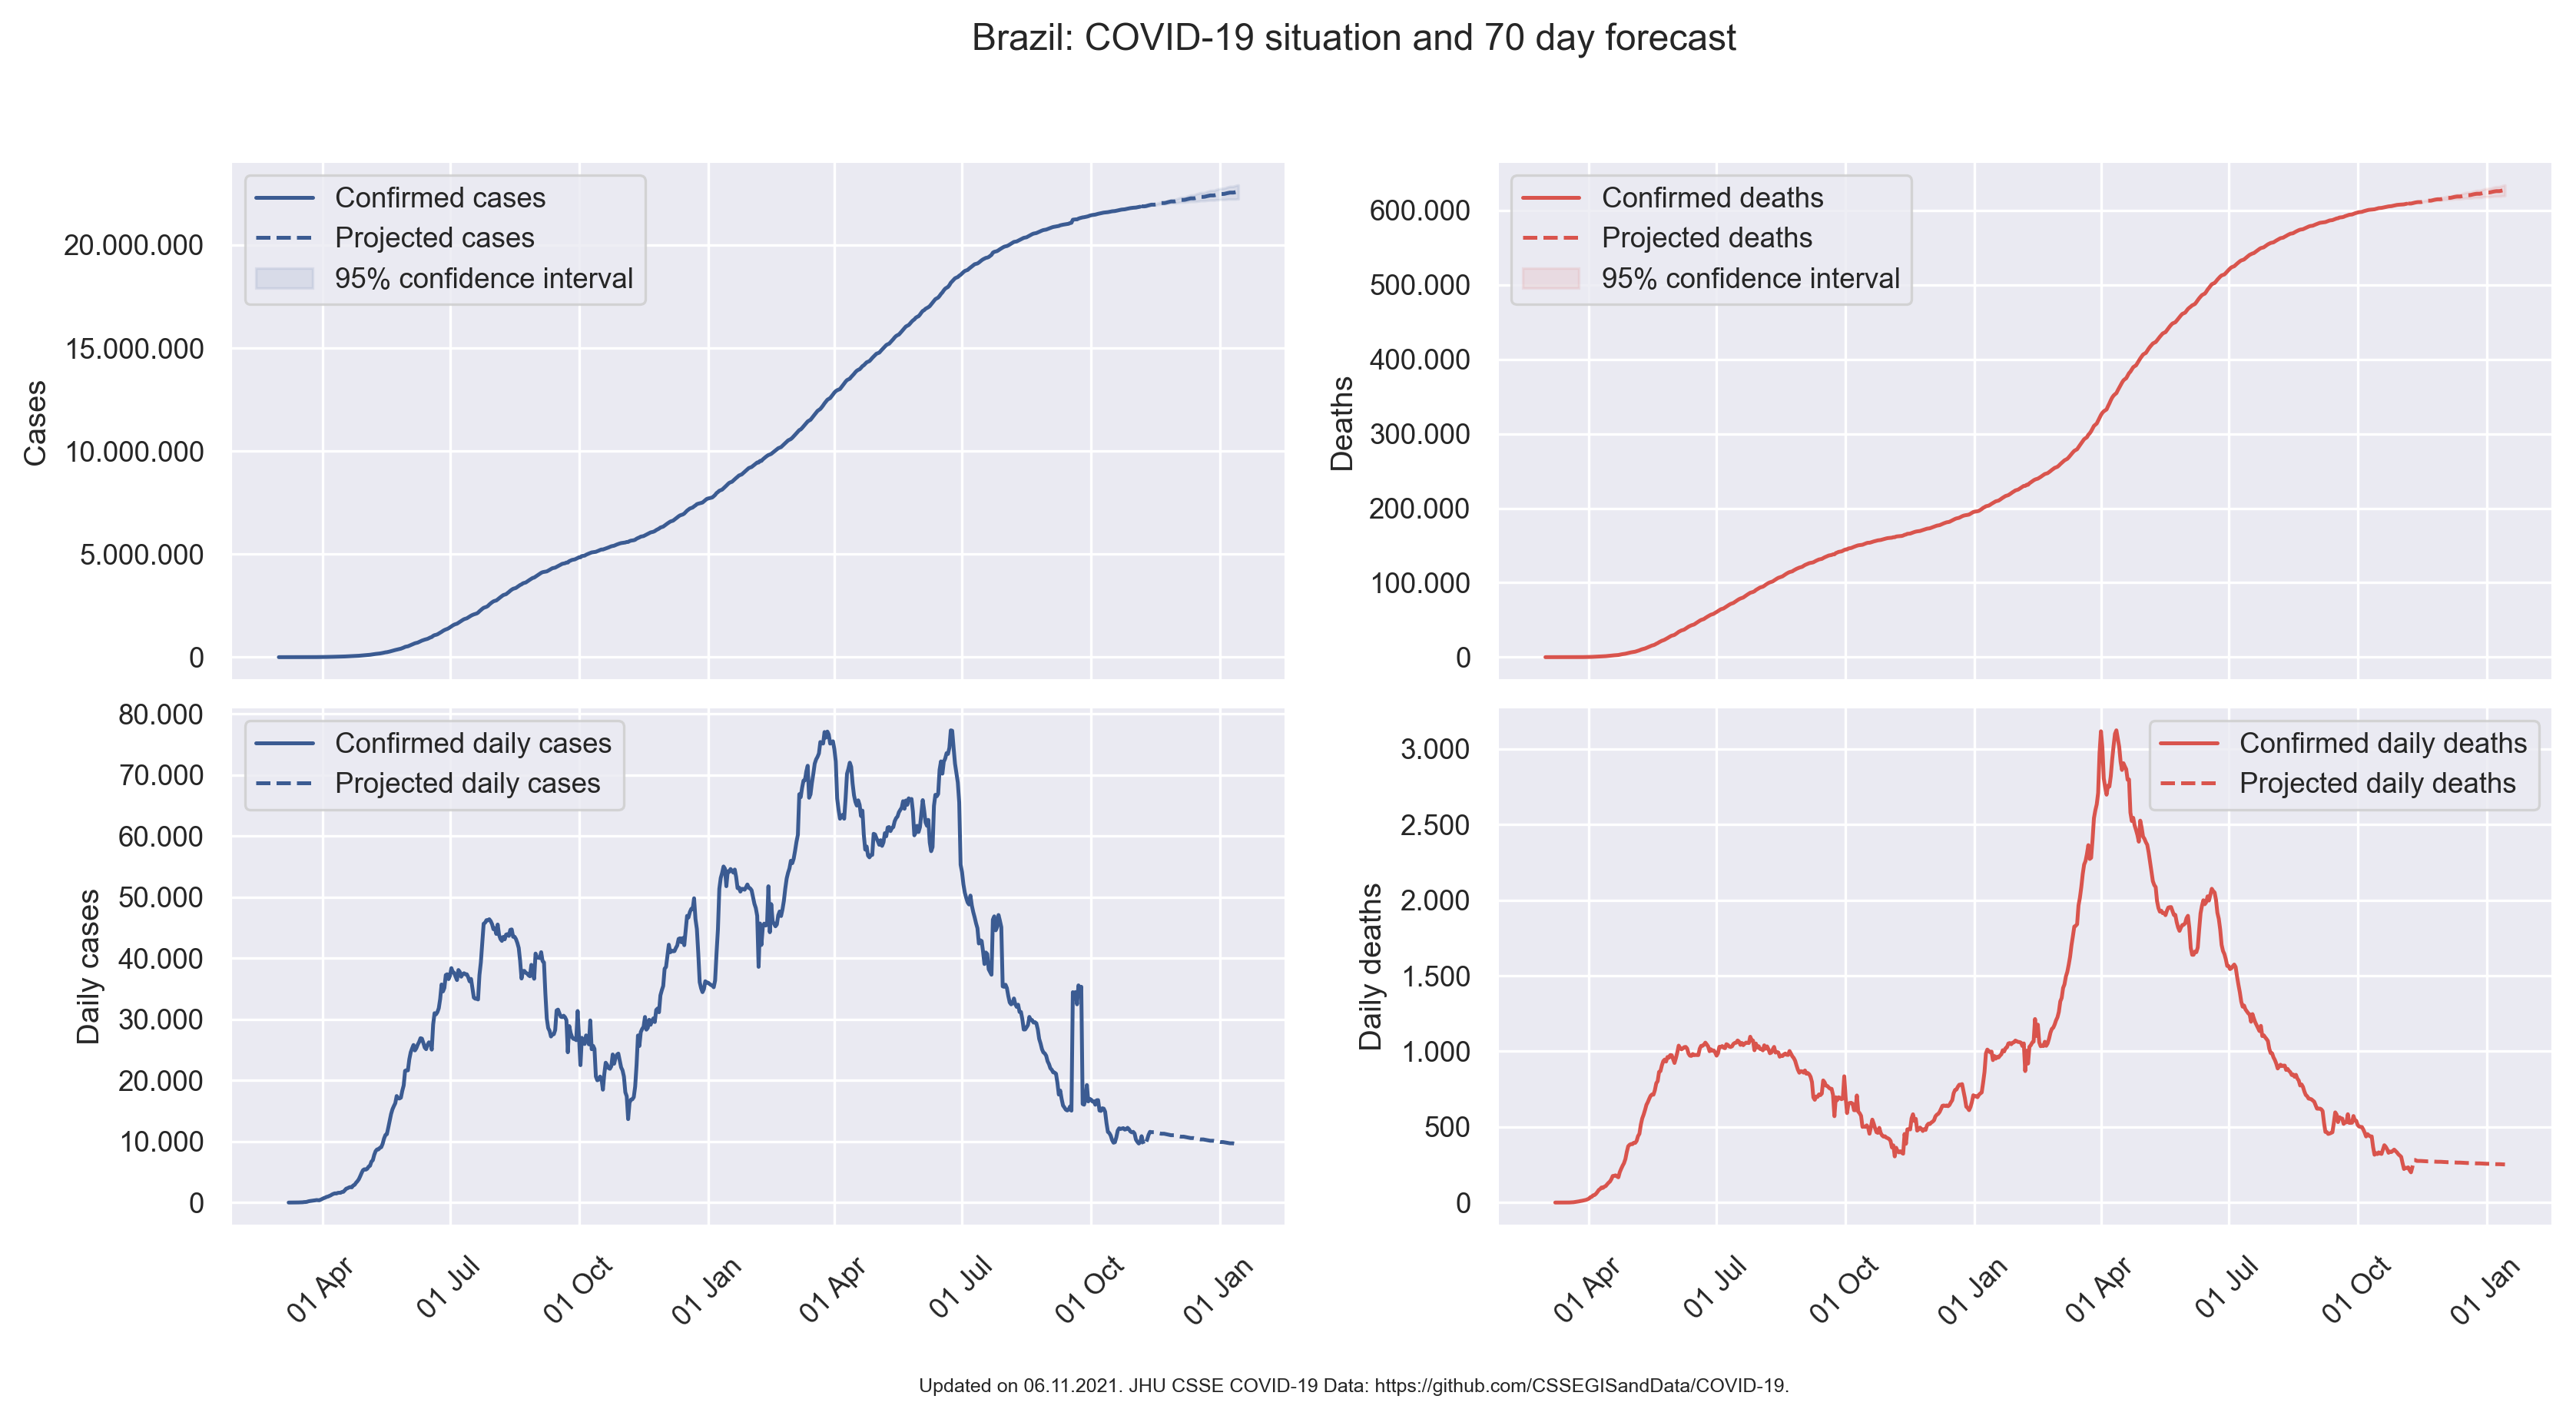 Brazil: COVID-19 situation and 70 day forecast
Confirmed cases
Projected cases
95% confidence interval
Cases
20.000.000
15.000.000
10.000.000
5.000.000
0
Confirmed deaths
Projected deaths
95% confidence interval
Deaths
600.000
500.000
400.000
300.000
200.000
100.000
0
Confirmed daily cases
Projected daily cases
Daily cases
80.000
70.000
60.000
50.000
40.000
30.000
20.000
10.000
0
01 Apr
01 Jul
01 Oct
01 Jan
01 Apr
01 Jul
01 Oct
01 Jan
Confirmed daily deaths
Projected daily deaths
Daily deaths
3.000
2.500
2.000
1.500
1.000
500
0
01 Apr
01 Jul
01 Oct
01 Jan
01 Apr
01 Jul
01 Oct
01 Jan
Updated on 06.11.2021. JHU CSSE COVID-19 Data: https://github.com/CSSEGISandData/COVID-19.